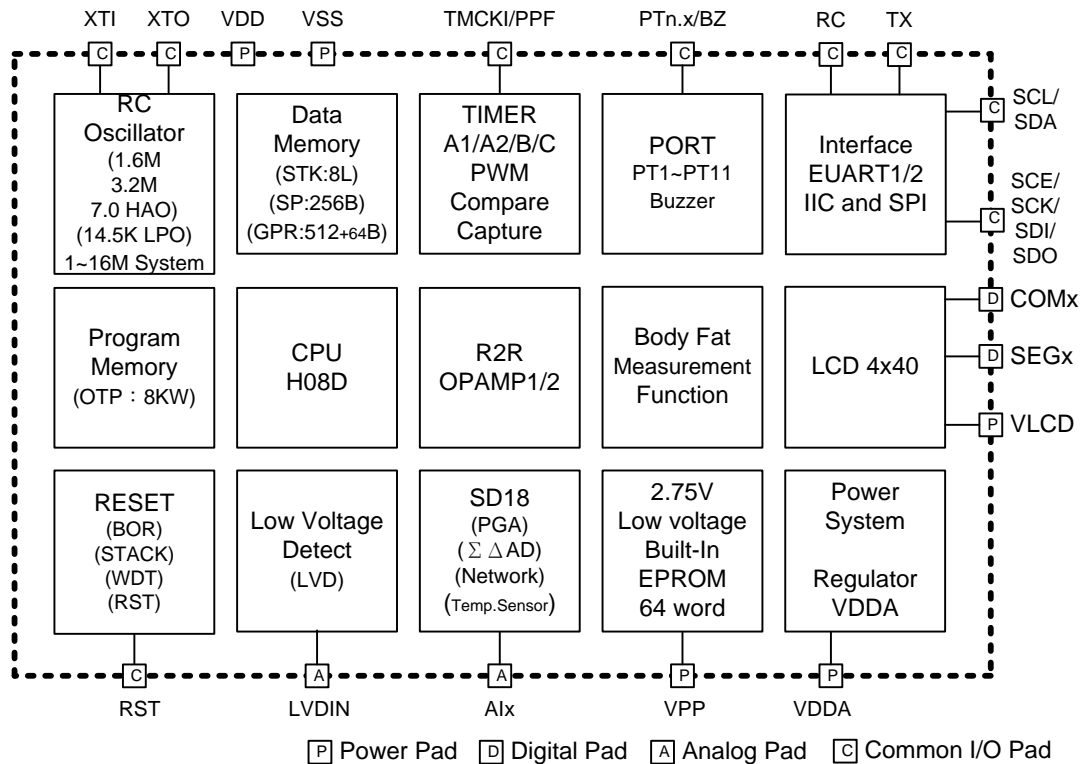 XTI XTO VDD VSS TMCKI/PPF PTn.x/BZ RC TX
C C P P C C C C
RC
Oscillator
(1.6M
3.2M
7.0 HAO)
(14.5K LPO)
1~16M System
Data
Memory
(STK:8L)
(SP:256B)
(GPR:512+64B)
TIMER
A1/A2/B/C
PWM
Compare
Capture
PORT
PT1~PT11
Buzzer
Interface
EUART1/2
IIC and SPI
C
SCL/
SDA
C
SCE/
SCK/
SDI/
SDO
Program
Memory
(OTP：8KW)
CPU
H08D
R2R
OPAMP1/2
Body Fat
Measurement
Function
LCD 4x40
D COMx
D SEGx
P VLCD
RESET
(BOR)
(STACK)
(WDT)
(RST)
Low Voltage
Detect
(LVD)
SD18
(PGA)
(ΣΔAD)
(Network)
(Temp.Sensor)
2.75V
Low voltage
Built-In
EPROM
64 word
Power
System
Regulator
VDDA
C A A P P
RST LVDIN AIx VPP VDDA
P Power Pad D Digital Pad A Analog Pad C Common I/O Pad